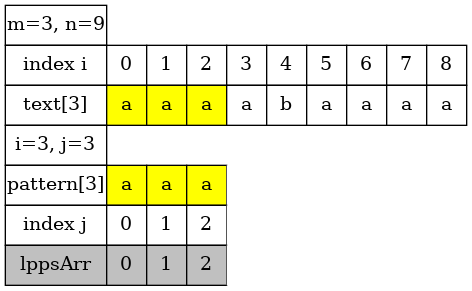 m=3, n=9
index i 0 1 2 3 4 5 6 7 8
text[3] a a a a b a a a a
i=3, j=3
pattern[3] a a a
index j 0 1 2
lppsArr 0 1 2